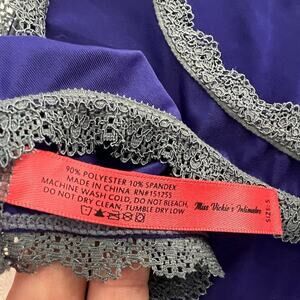 90% POLYESTER 10% SPANDEX
MADE IN CHINA RN#151255
MACHINE WASH COLD, DO NOT BLEACH,
DO NOT DRY CLEAN, TUMBLE DRY LOW
Miss Vickie's Intimates
SIZE: S